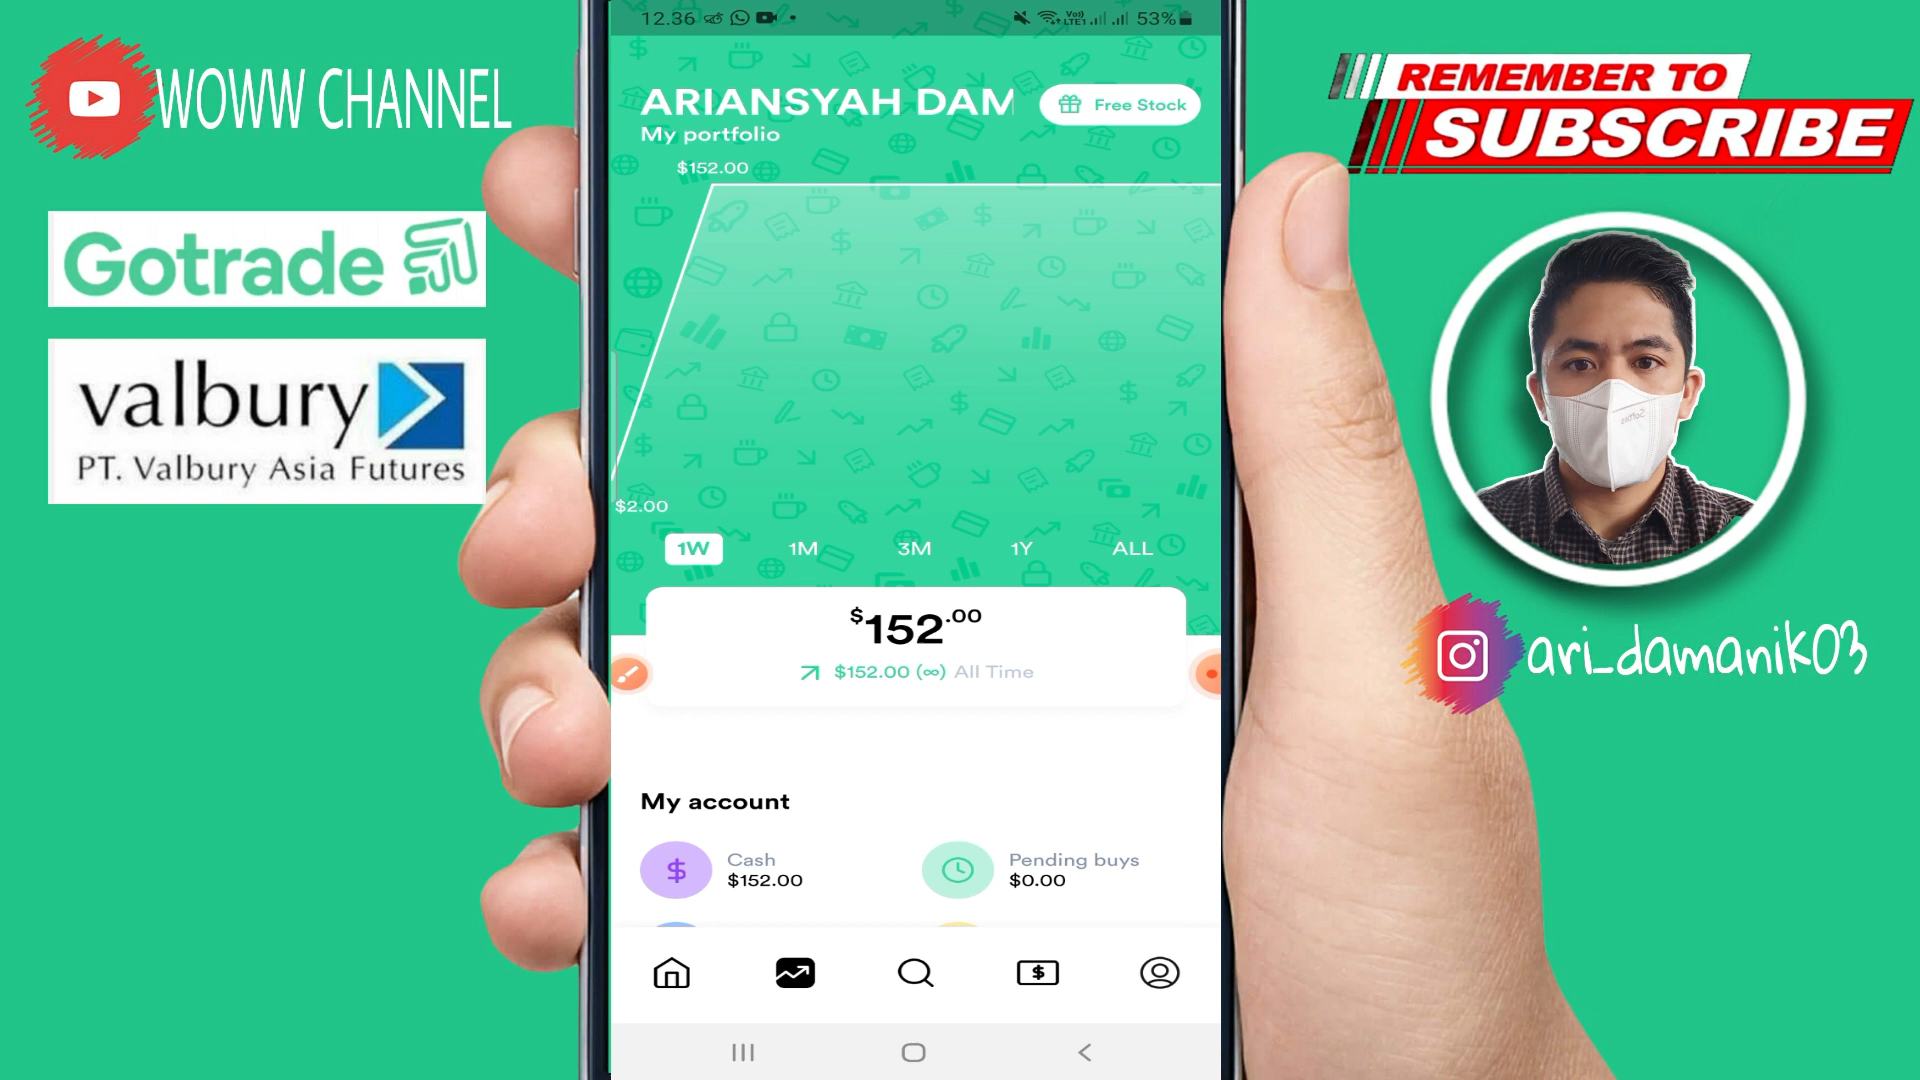 WOWW CHANNEL
Gotrade
valbury
PT. Valbury Asia Futures
12.36
Vo))
LTE1
53%
ARIANSYAH DAM
Free Stock
My portfolio
$152.00
$2.00
1W
1M
3M
1Y
ALL
$152.00
$152.00 (∞) All Time
My account
Cash
$152.00
Pending buys
$0.00
REMEMBER TO
SUBSCRIBE
ari_damanik03